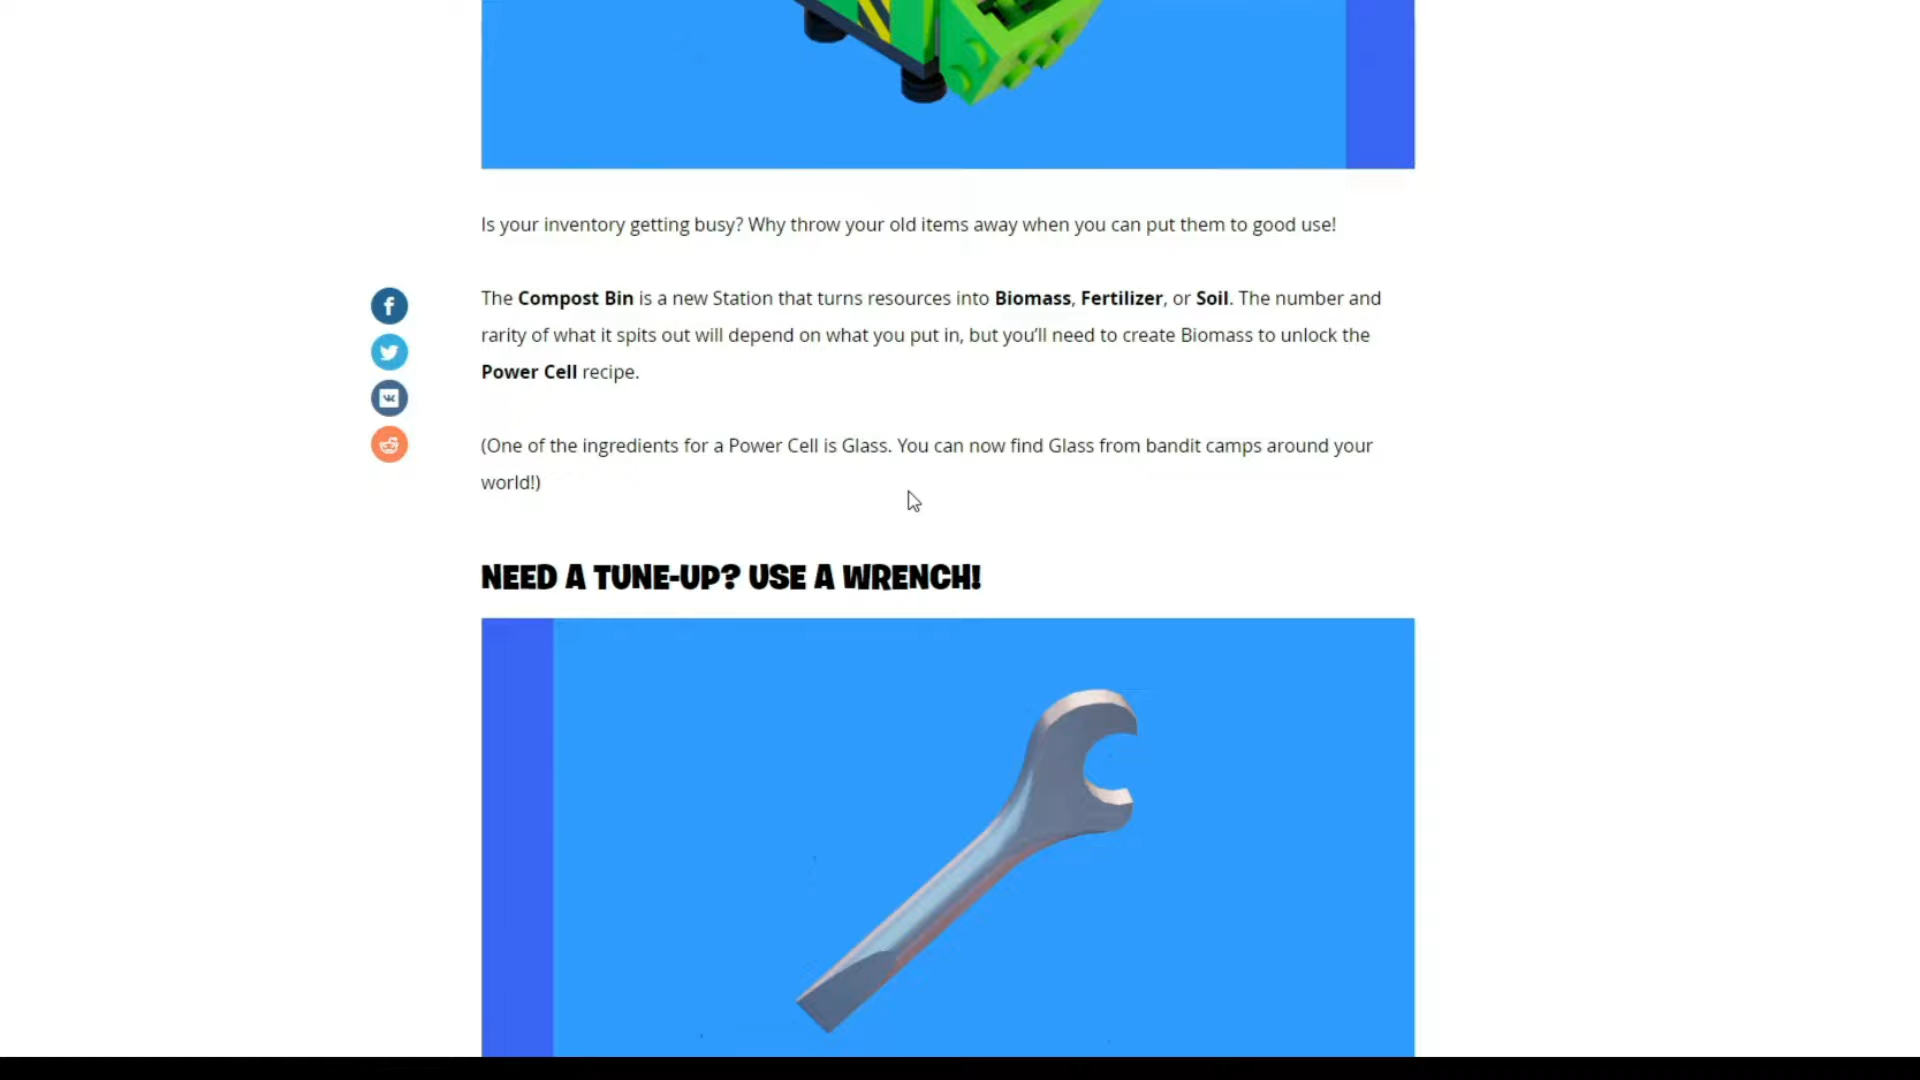 Is your inventory getting busy? Why throw your old items away when you can put them to good use!
The Compost Bin is a new Station that turns resources into Biomass, Fertilizer, or Soil. The number and
rarity of what it spits out will depend on what you put in, but you’ll need to create Biomass to unlock the
Power Cell recipe.
(One of the ingredients for a Power Cell is Glass. You can now find Glass from bandit camps around your
world!)
NEED A TUNE-UP? USE A WRENCH!